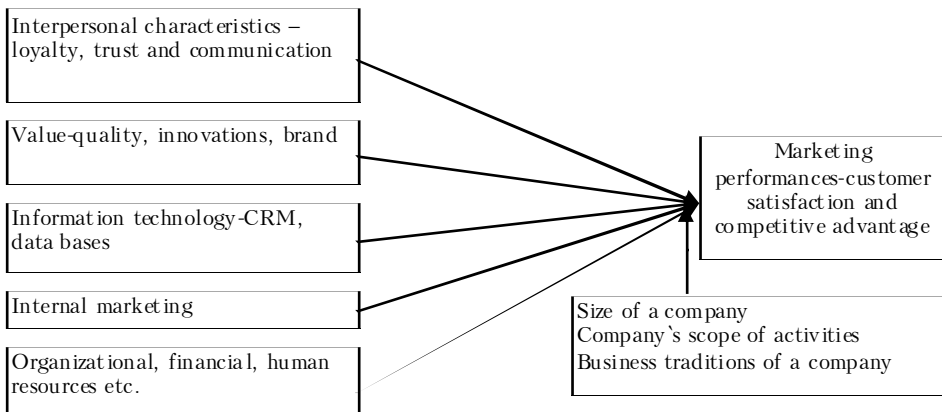 Interpersonal characteristics –
loyalty, trust and communication
Value-quality, innovations, brand
Information technology-CRM,
data bases
Internal marketing
Organizational, financial, human
resources etc.
Marketing
performances-customer
satisfaction and
competitive advantage
Size of a company
Company`s scope of activities
Business traditions of a company